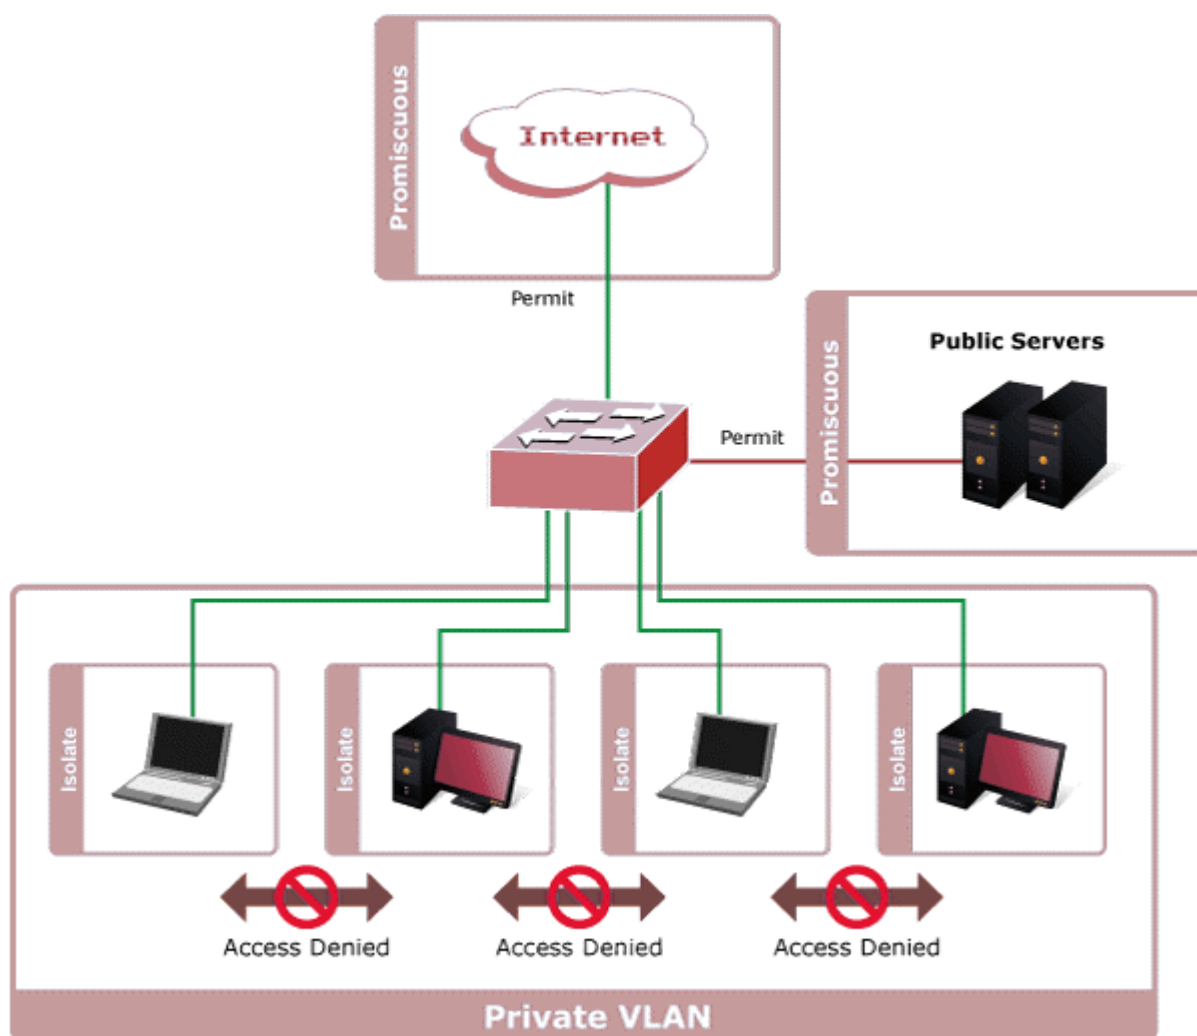 Promiscuous
Internet
Permit
Promiscuous
Public Servers
Permit
Isolate
Isolate
Isolate
Isolate
Access Denied
Access Denied
Access Denied
Private VLAN